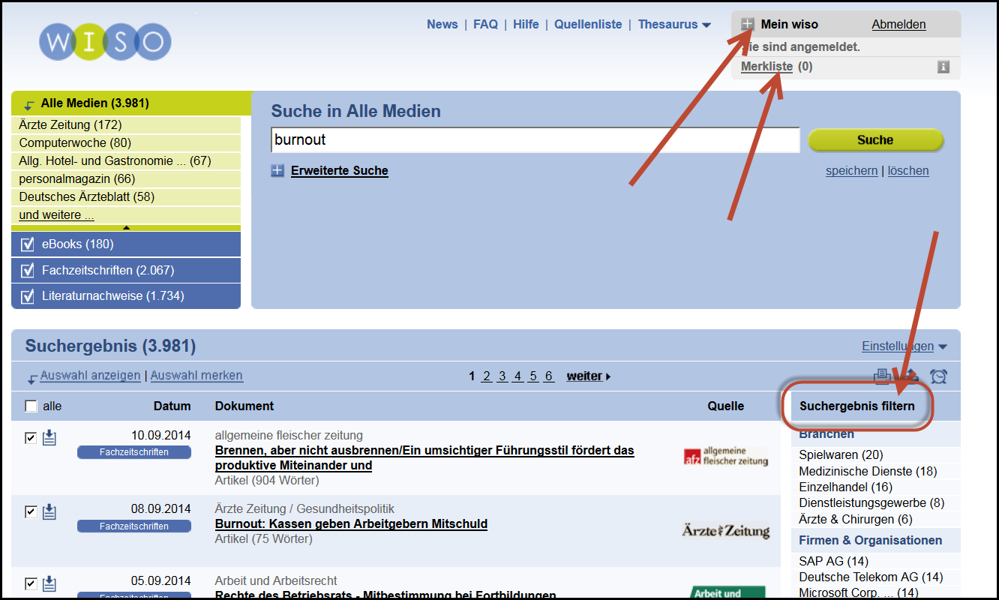 WISO
News | FAQ | Hilfe | Quellenliste | Thesaurus
Mein wiso Abmelden
Sie sind angemeldet.
Merkliste (0)
Alle Medien (3.981)
Ärzte Zeitung (172)
Computerwoche (80)
Allg. Hotel- und Gastronomie ... (67)
personalmagazin (66)
Deutsches Ärzteblatt (58)
und weitere ...
eBooks (180)
Fachzeitschriften (2.067)
Literaturnachweise (1.734)
Suche in Alle Medien
burnout
Suche
Erweiterte Suche
speichern | löschen
Suchergebnis (3.981)
Einstellungen
Auswahl anzeigen | Auswahl merken
1 2 3 4 5 6 weiter
alle Datum Dokument Quelle
10.09.2014
Fachzeitschriften
allgemeine fleischer zeitung
Brennen, aber nicht ausbrennen/Ein umsichtiger Führungsstil fördert das
produktive Miteinander und
Artikel (904 Wörter)
afz allgemeine
fleischer zeitung
08.09.2014
Fachzeitschriften
Ärzte Zeitung / Gesundheitspolitik
Burnout: Kassen geben Arbeitgebern Mitschuld
Artikel (75 Wörter)
Ärzte Zeitung
05.09.2014
Fachzeitschriften
Arbeit und Arbeitsrecht
Rechte des Betriebsrats - Mitbestimmung bei Fortbildungen
Arbeit und
Suchergebnis filtern
Branchen
Spielwaren (20)
Medizinische Dienste (18)
Einzelhandel (16)
Dienstleistungsgewerbe (8)
Ärzte & Chirurgen (6)
Firmen & Organisationen
SAP AG (14)
Deutsche Telekom AG (14)
Microsoft Corp. ... (14)